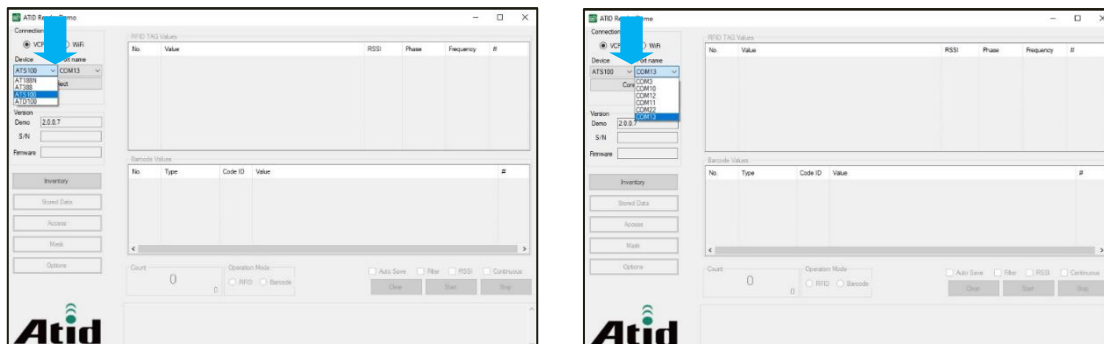 ATID Reader Demo
Connection
VCP WiFi
Device Port name
ATS100 COM13
AT188N
AT388
ATS100
ATD100
Version
Demo 2.0.0.7
S/N
Firmware
Inventory
Stored Data
Access
Mask
Options
RFID TAG Values
No. Value RSSI Phase Frequency #
Barcode Values
No. Type Code ID Value #
Count
0
0
Operation Mode
RFID Barcode
Auto Save Filter RSSI Continuous
Clear Start Stop
Atid
ATID
Connection
VCP WiFi
Device
ATS100 COM13
COM3
COM10
COM12
COM11
COM22
COM13
Version
Demo 2.0.0.7
S/N
Firmware
Inventory
Stored Data
Access
Mask
Options
RFID TAG Values
No. Value RSSI Phase Frequency #
Barcode Values
No. Type Code ID Value #
Count
0
0
Operation Mode
RFID Barcode
Auto Save Filter RSSI Continuous
Clear Start Stop
Atid